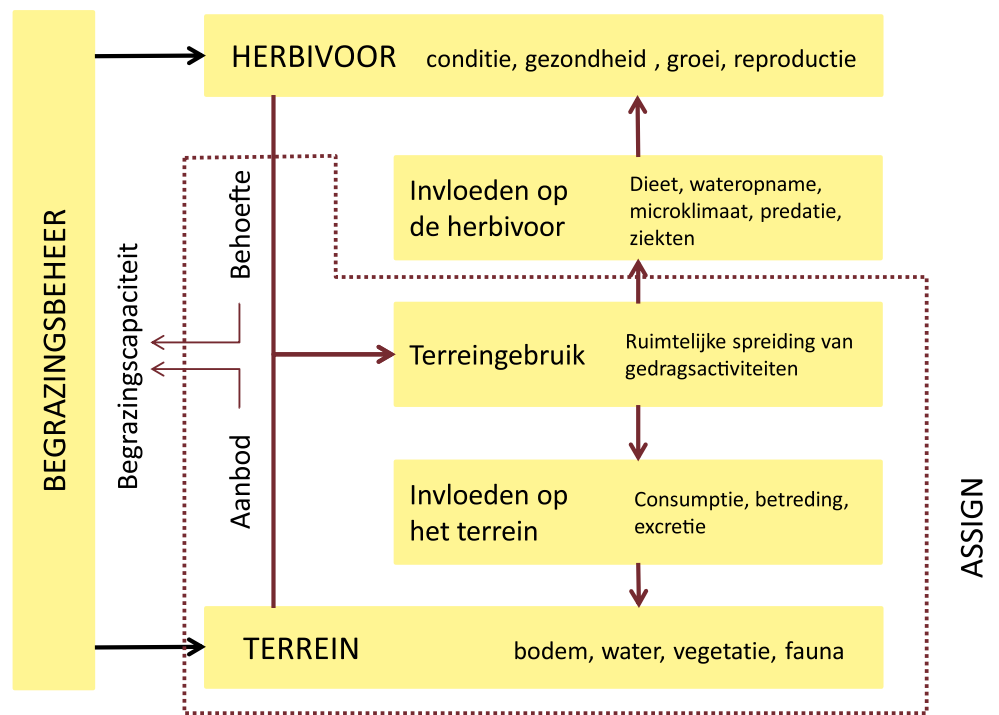 BEGRAZINGSBEHEER
HERBIVOOR conditie, gezondheid , groei, reproductie
Begrazingscapaciteit
Behoefte
Aanbod
Invloeden op
de herbivoor
Dieet, wateropname,
microklimaat, predatie,
ziekten
Terreingebruik
Ruimtelijke spreiding van
gedragsactiviteiten
Invloeden op
het terrein
Consumptie, betreding,
excretie
ASSIGN
TERREIN bodem, water, vegetatie, fauna